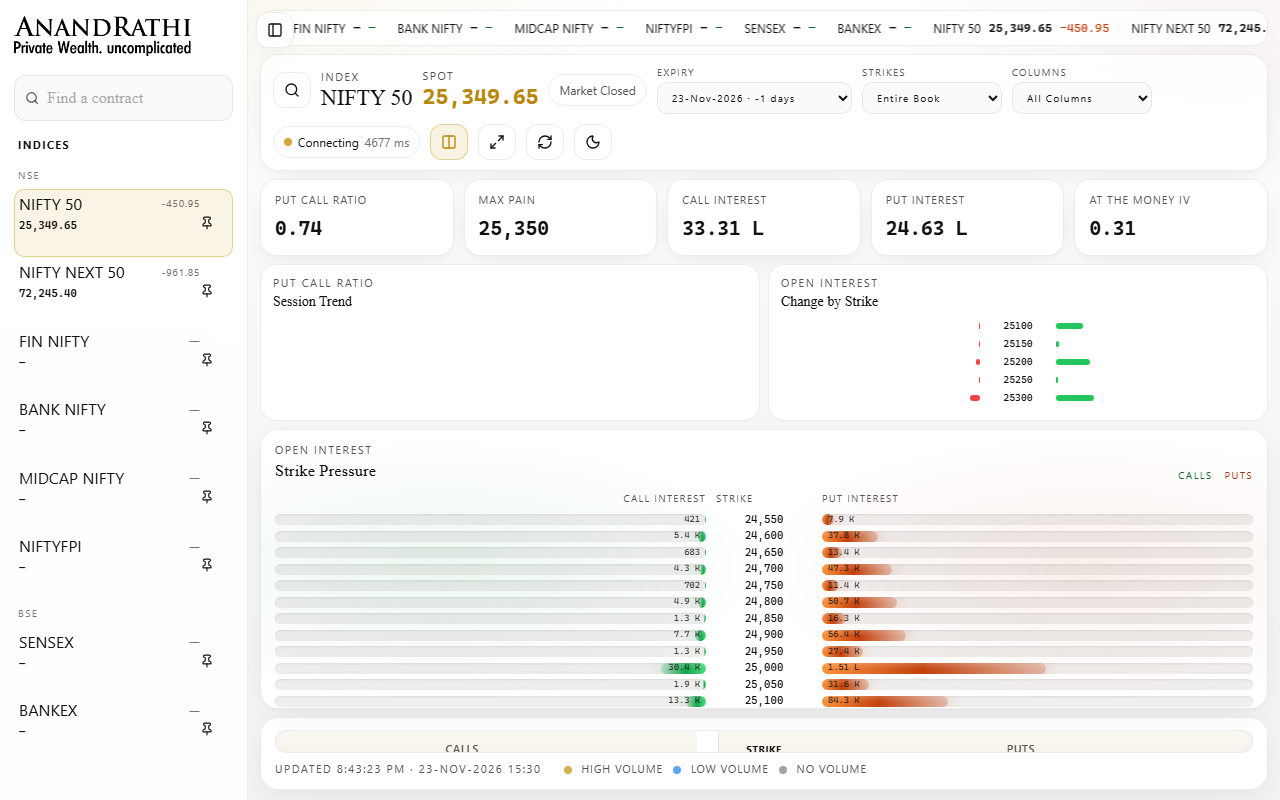 ANANDRATHI
Private Wealth. uncomplicated
Find a contract
INDICES
NSE
NIFTY 50 -450.95
25,349.65
NIFTY NEXT 50 -961.85
72,245.40
FIN NIFTY —
–
BANK NIFTY —
–
MIDCAP NIFTY —
–
NIFTYFPI —
–
BSE
SENSEX —
–
BANKEX —
–
FIN NIFTY – – BANK NIFTY – – MIDCAP NIFTY – – NIFTYFPI – – SENSEX – – BANKEX – – NIFTY 50 25,349.65 -450.95 NIFTY NEXT 50 72,245.
INDEX SPOT EXPIRY STRIKES COLUMNS
NIFTY 50 25,349.65 Market Closed 23-Nov-2026 · -1 days Entire Book All Columns
Connecting 4677 ms
PUT CALL RATIO
0.74
MAX PAIN
25,350
CALL INTEREST
33.31 L
PUT INTEREST
24.63 L
AT THE MONEY IV
0.31
PUT CALL RATIO
Session Trend
OPEN INTEREST
Change by Strike
25100
25150
25200
25250
25300
OPEN INTEREST
Strike Pressure
CALLS PUTS
CALL INTEREST STRIKE PUT INTEREST
421 24,550 7.9 K
5.4 K 24,600 37.8 K
683 24,650 13.4 K
4.3 K 24,700 47.3 K
702 24,750 11.4 K
4.9 K 24,800 50.7 K
1.3 K 24,850 16.3 K
7.7 K 24,900 56.4 K
1.3 K 24,950 27.4 K
30.4 K 25,000 1.51 L
1.9 K 25,050 31.6 K
13.3 K 25,100 84.3 K
CALLS STRIKE PUTS
UPDATED 8:43:23 PM · 23-NOV-2026 15:30 HIGH VOLUME LOW VOLUME NO VOLUME